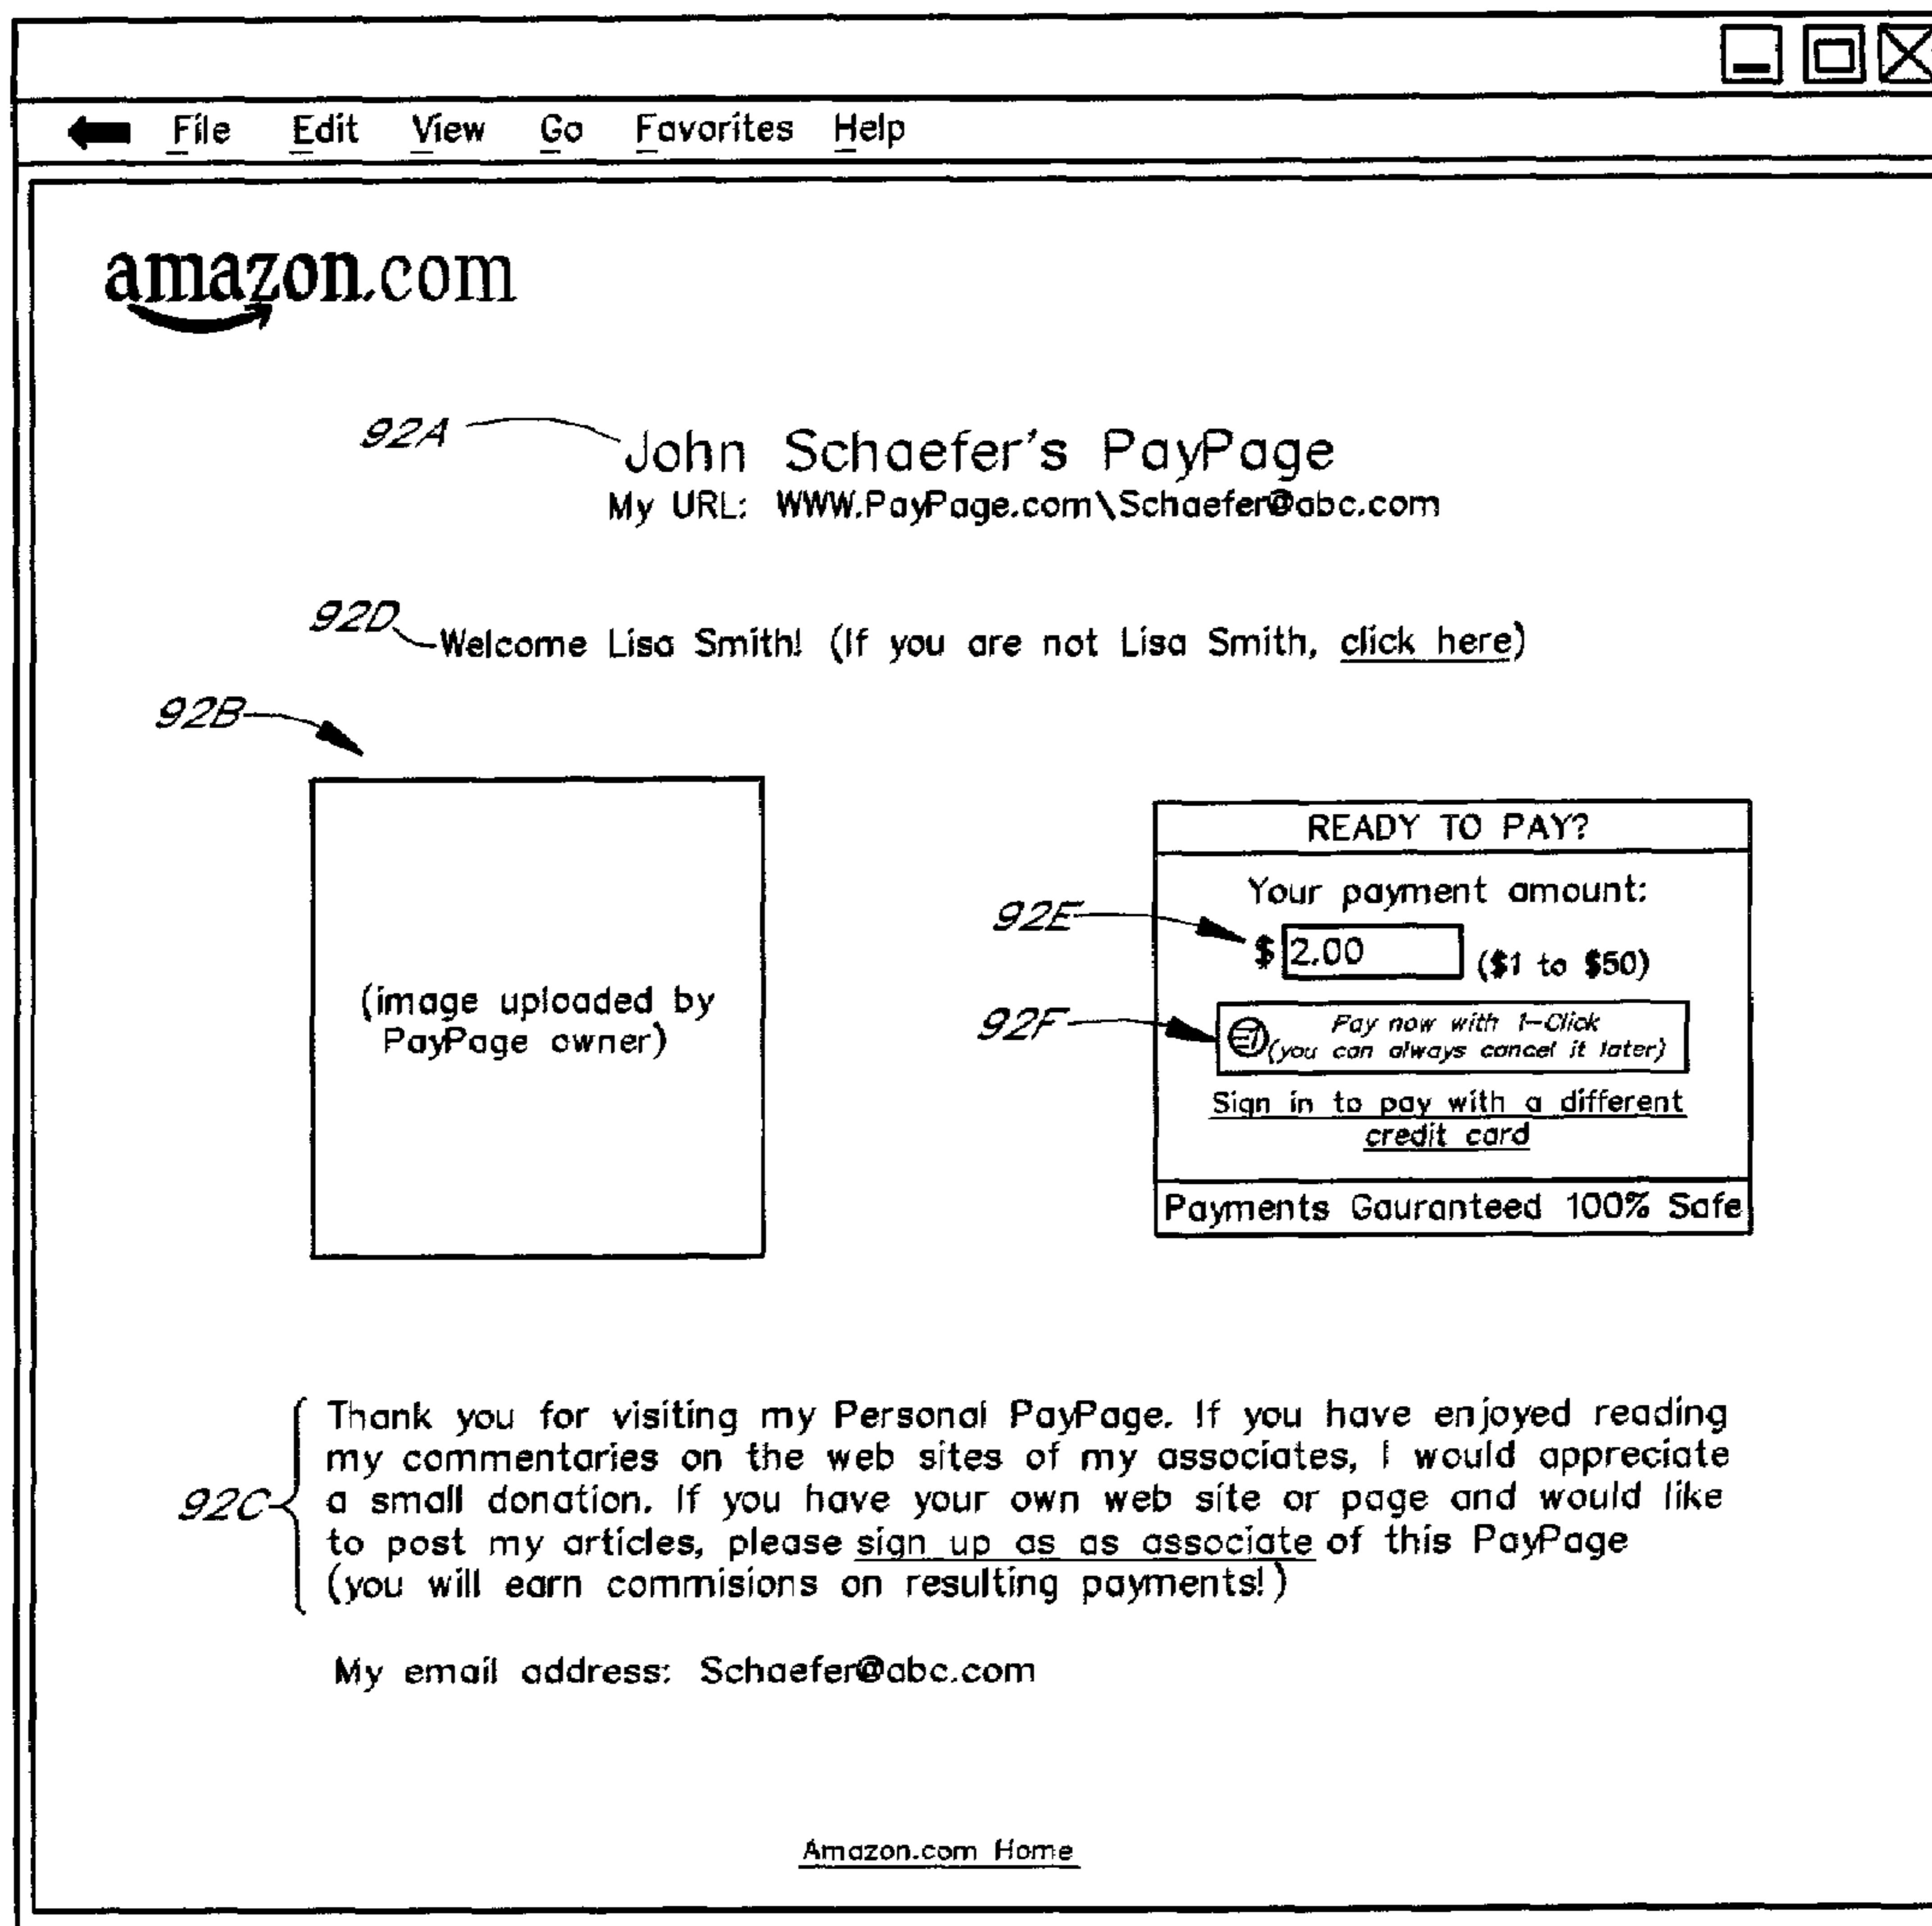 File Edit View Go Favorites Help
amazon.com
92A
John Schaefer's PayPage
My URL: WWW.PayPage.com\Schaefer@abc.com
92D
Welcome Lisa Smith! (If you are not Lisa Smith, click here)
92B
(image uploaded by
PayPage owner)
READY TO PAY?
Your payment amount:
92E
$ 2.00 ($1 to $50)
92F
Pay now with 1-Click
(you can always cancel it later)
Sign in to pay with a different
credit card
Payments Gauranteed 100% Safe
92C
Thank you for visiting my Personal PayPage. If you have enjoyed reading
my commentaries on the web sites of my associates, I would appreciate
a small donation. If you have your own web site or page and would like
to post my articles, please sign up as as associate of this PayPage
(you will earn commisions on resulting payments!)
My email address: Schaefer@abc.com
Amazon.com Home